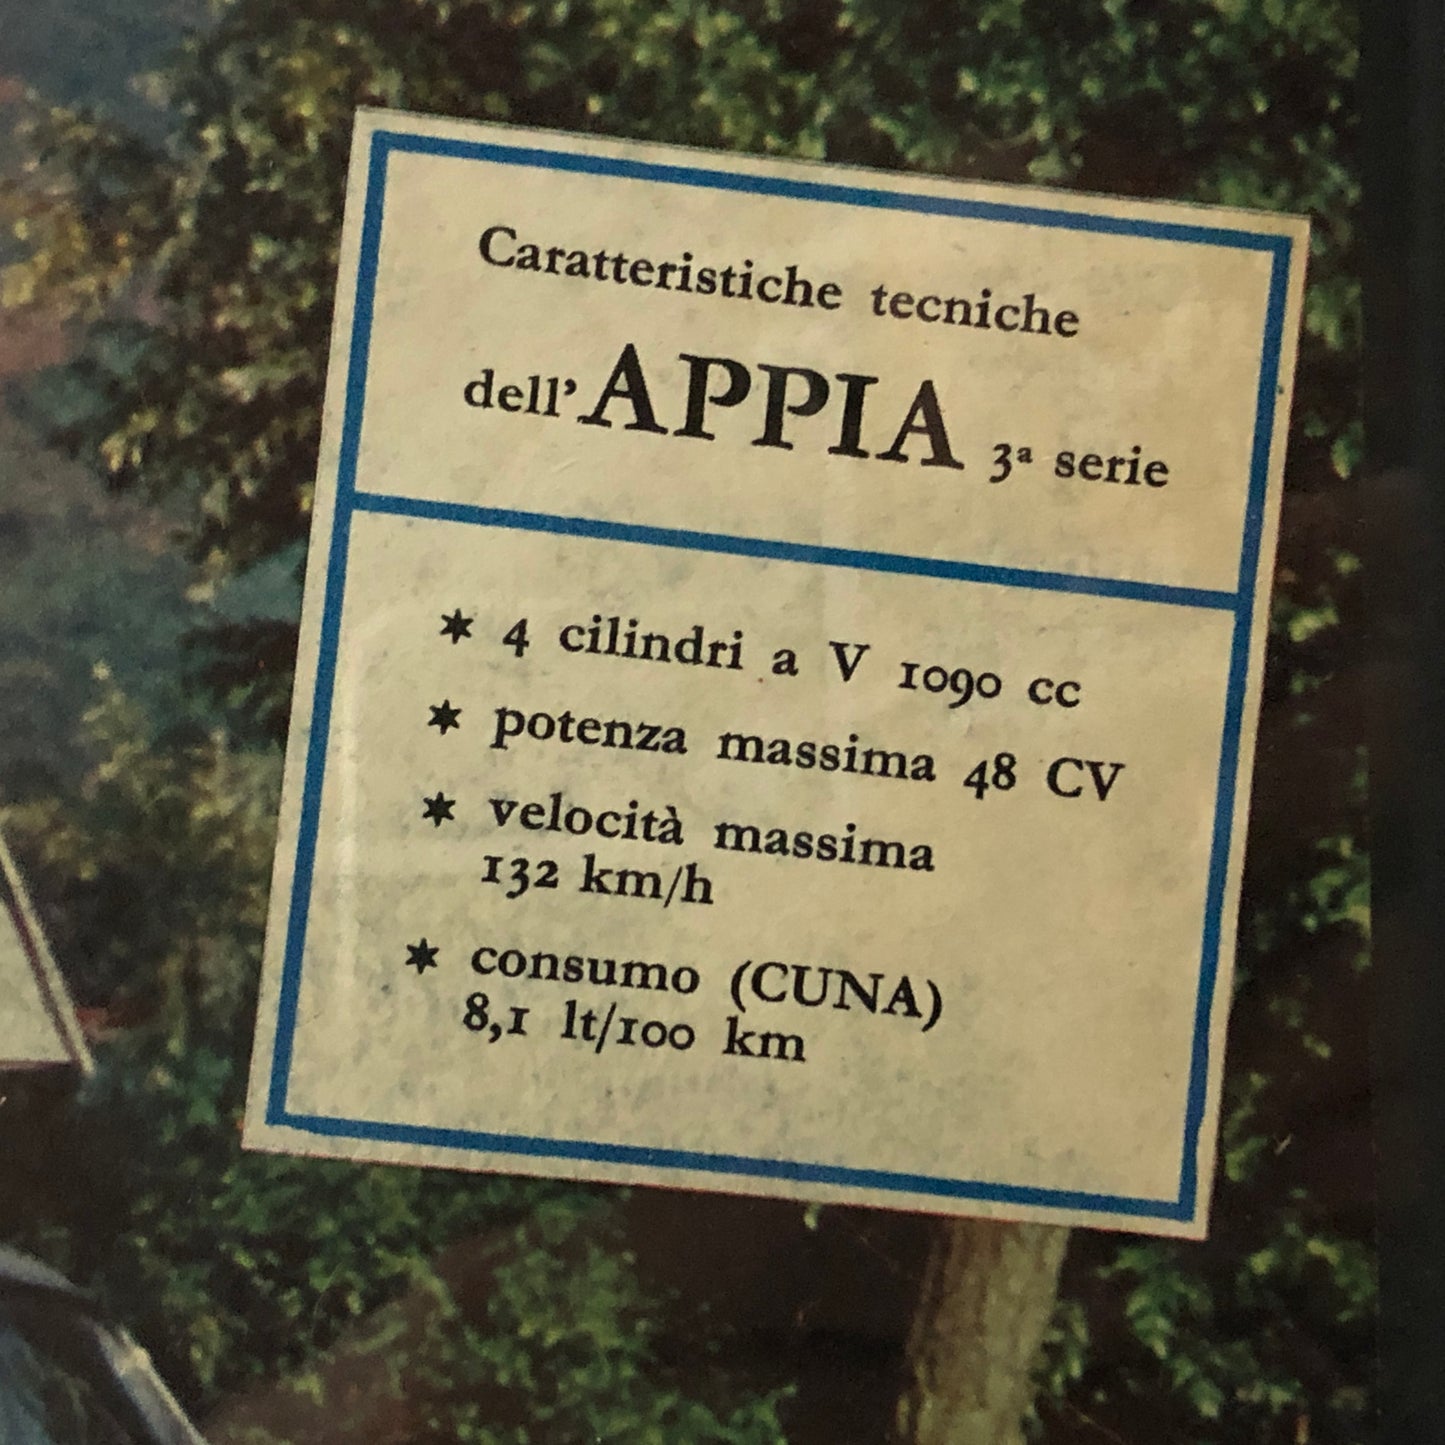 Caratteristiche tecniche
dell'APPIA 3ª serie
* 4 cilindri a V 1090 cc
* potenza massima 48 CV
* velocità massima
132 km/h
* consumo (CUNA)
8,1 lt/100 km